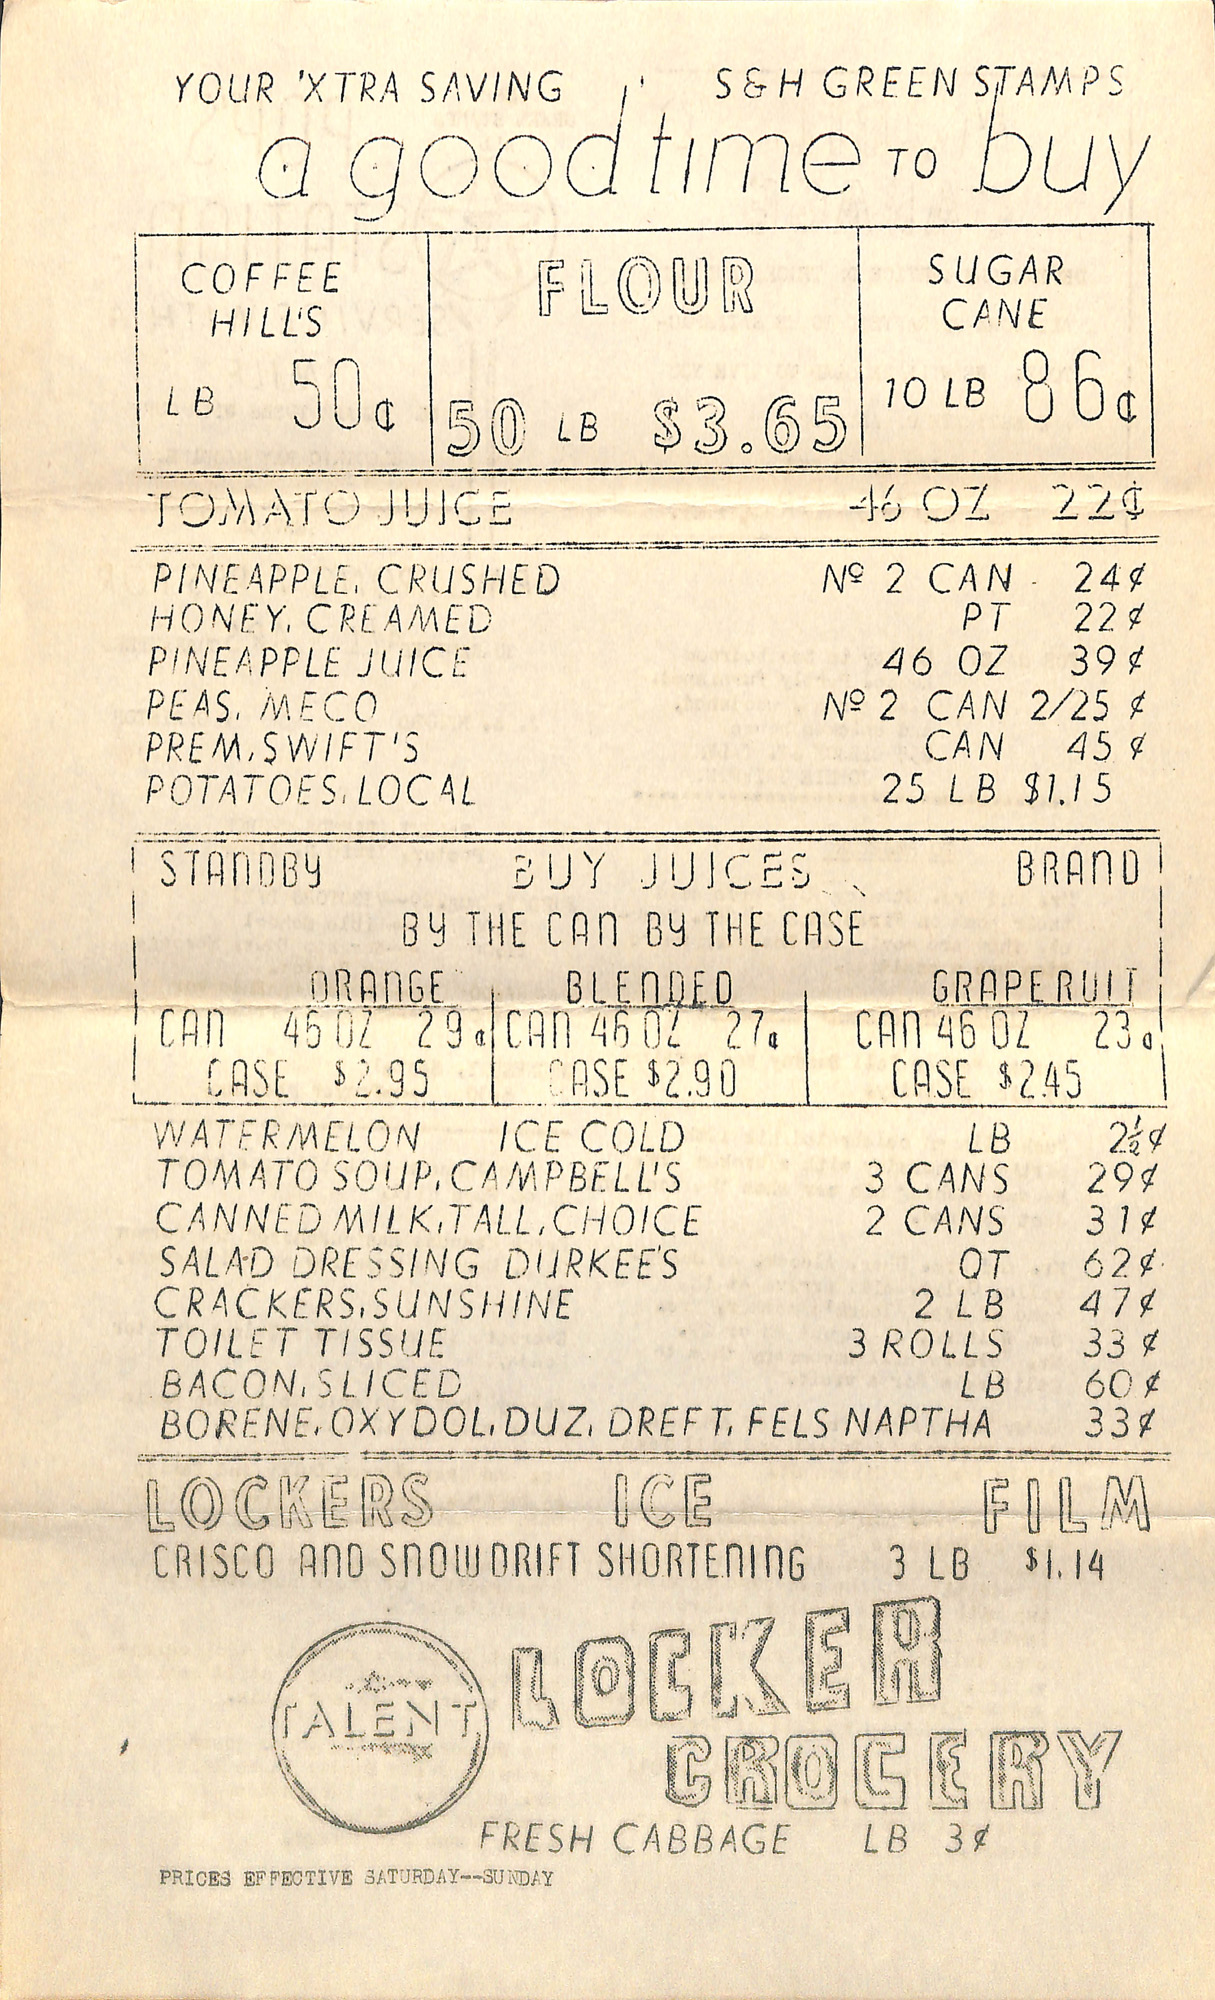 YOUR 'XTRA SAVING S&H GREEN STAMPS
a good time TO buy
COFFEE
HILL'S
LB 50¢
FLOUR
50 LB $3.65
SUGAR
CANE
10 LB 86¢
TOMATO JUICE 46 OZ 22¢
PINEAPPLE, CRUSHED Nº 2 CAN 24¢
HONEY, CREAMED PT 22¢
PINEAPPLE JUICE 46 OZ 39¢
PEAS, MECO Nº 2 CAN 2/25 ¢
PREM, SWIFT'S CAN 45 ¢
POTATOES, LOCAL 25 LB $1.15
STANDBY BUY JUICES BRAND
BY THE CAN BY THE CASE
ORANGE BLENDED GRAPEFRUIT
CAN 46 OZ 29¢ CAN 46 OZ 27¢ CAN 46 OZ 23¢
CASE $2.95 CASE $2.90 CASE $2.45
WATERMELON ICE COLD LB 2½¢
TOMATO SOUP, CAMPBELL'S 3 CANS 29¢
CANNED MILK, TALL, CHOICE 2 CANS 31¢
SALAD DRESSING DURKEE'S QT 62¢
CRACKERS, SUNSHINE 2 LB 47¢
TOILET TISSUE 3 ROLLS 33 ¢
BACON, SLICED LB 60 ¢
BORENE, OXYDOL, DUZ, DREFT, FELS NAPTHA 33¢
LOCKERS ICE FILM
CRISCO AND SNOWDRIFT SHORTENING 3 LB $1.14
TALENT
LOCKER
GROCERY
FRESH CABBAGE LB 3¢
PRICES EFFECTIVE SATURDAY--SUNDAY